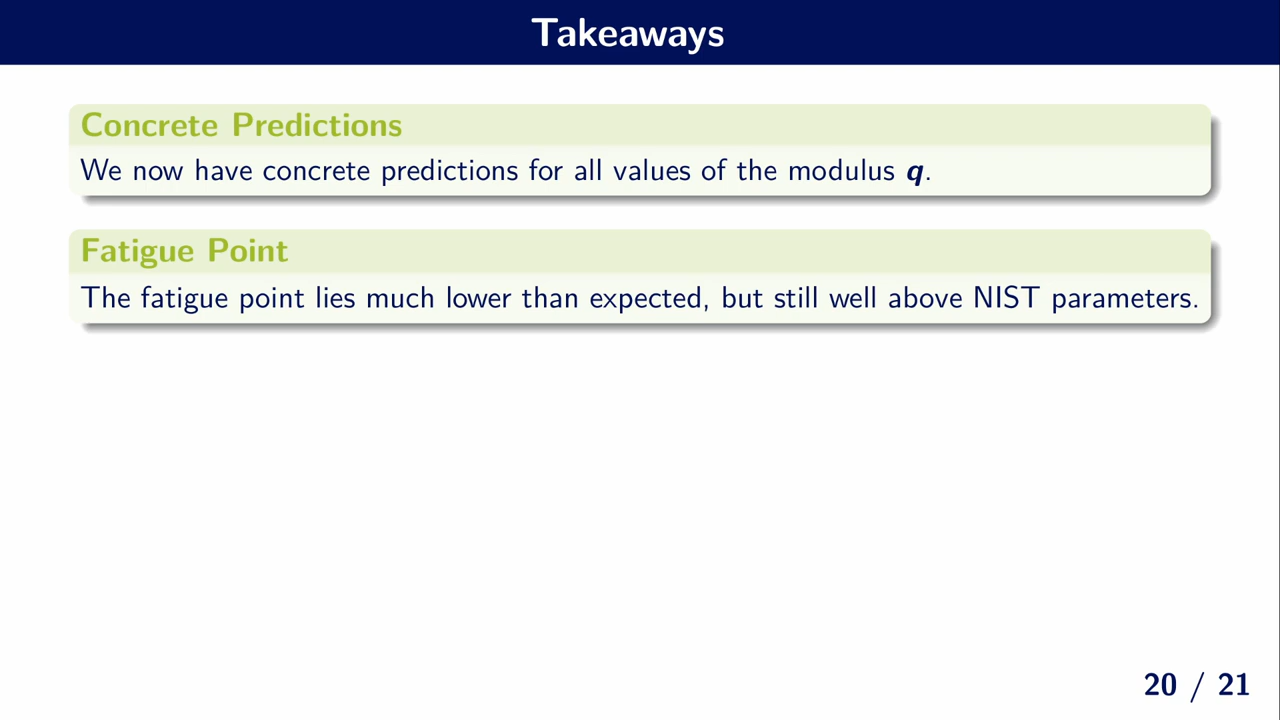 Takeaways
Concrete Predictions
We now have concrete predictions for all values of the modulus q.
Fatigue Point
The fatigue point lies much lower than expected, but still well above NIST parameters.
20 / 21